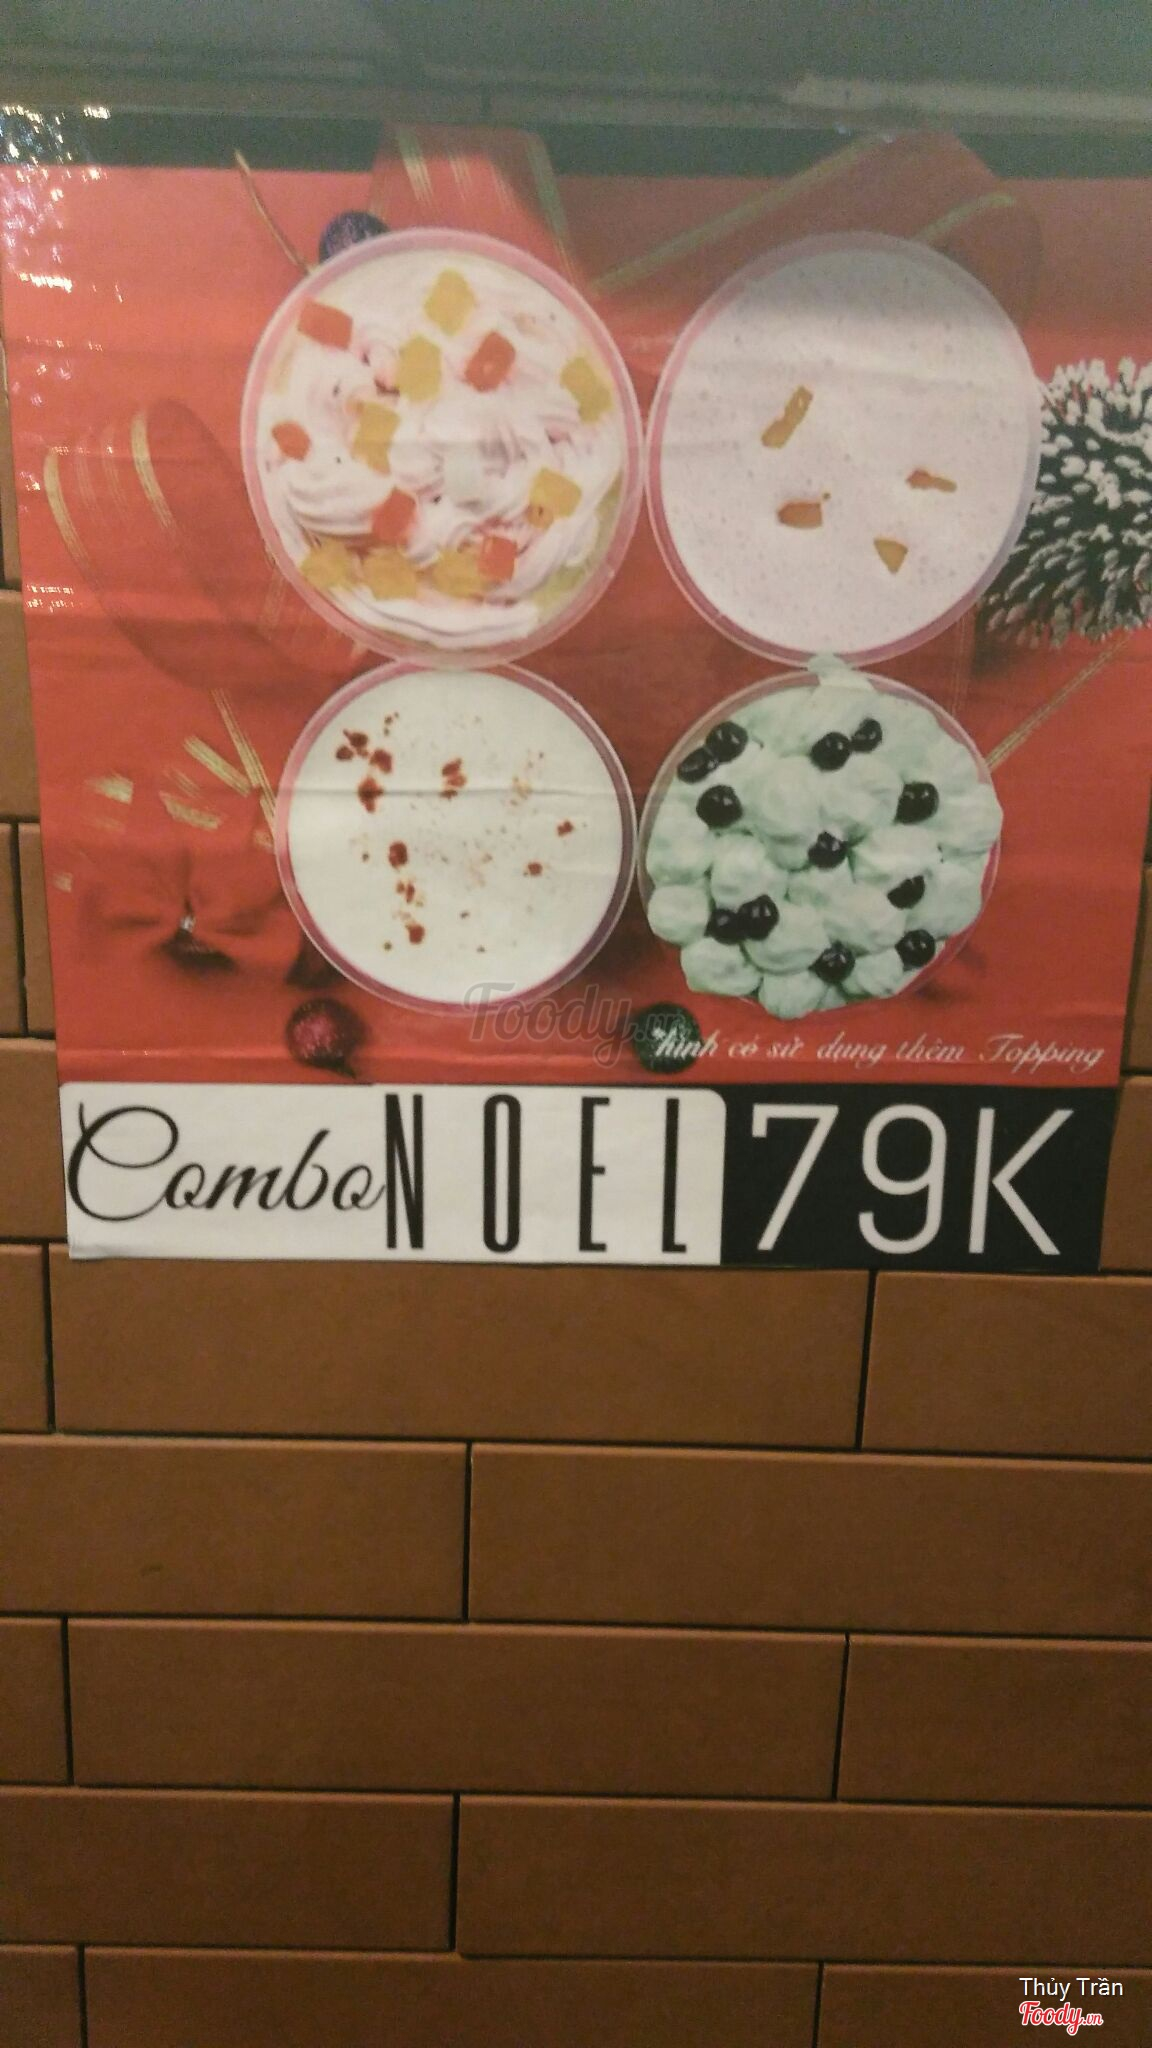 Foody.vn
*hình có sử dụng thêm Topping
Combo NOEL 79K
Thủy Trần
Foody.vn